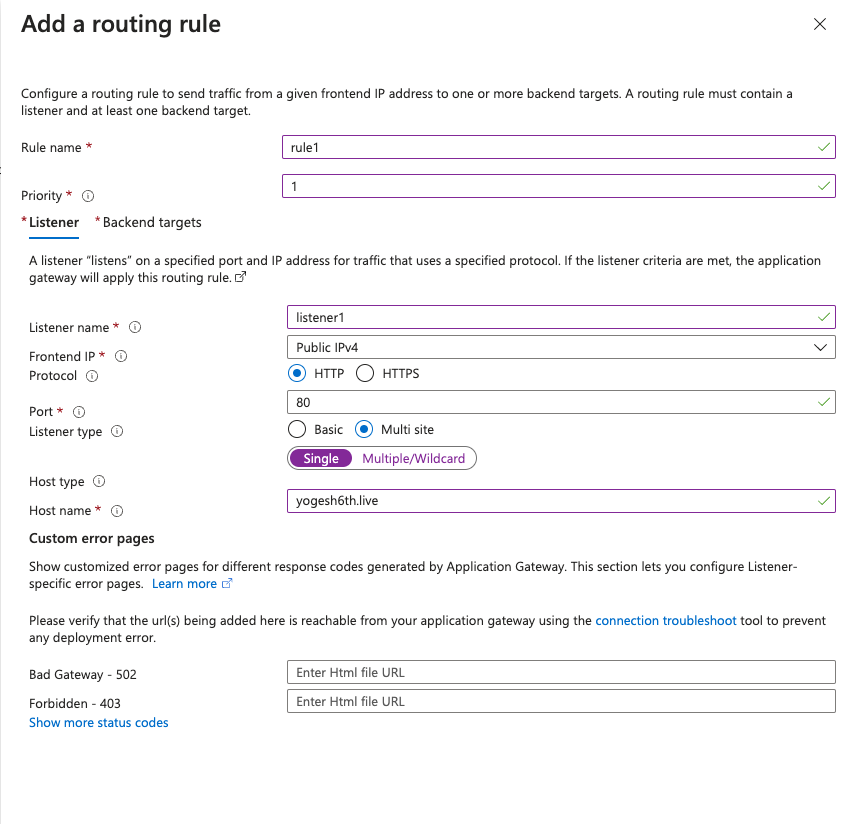 Add a routing rule
Configure a routing rule to send traffic from a given frontend IP address to one or more backend targets. A routing rule must contain a
listener and at least one backend target.
Rule name *
rule1
Priority *
1
* Listener * Backend targets
A listener “listens” on a specified port and IP address for traffic that uses a specified protocol. If the listener criteria are met, the application
gateway will apply this routing rule.
Listener name *
listener1
Frontend IP *
Public IPv4
Protocol
HTTP HTTPS
Port *
80
Listener type
Basic Multi site
Single Multiple/Wildcard
Host type
Host name *
yogesh6th.live
Custom error pages
Show customized error pages for different response codes generated by Application Gateway. This section lets you configure Listener-
specific error pages. Learn more
Please verify that the url(s) being added here is reachable from your application gateway using the connection troubleshoot tool to prevent
any deployment error.
Bad Gateway - 502
Enter Html file URL
Forbidden - 403
Enter Html file URL
Show more status codes